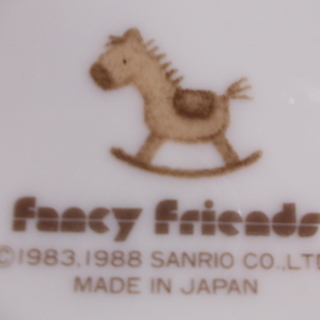 fancy friends
©1983,1988 SANRIO CO.,LTD
MADE IN JAPAN